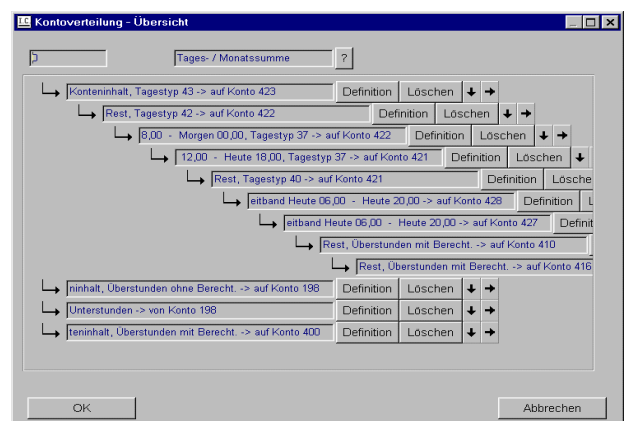 Kontoverteilung - Übersicht
Tages- / Monatssumme ?
Konteninhalt, Tagestyp 43 -> auf Konto 423 Definition Löschen
Rest, Tagestyp 42 -> auf Konto 422 Definition Löschen
8,00 - Morgen 00,00, Tagestyp 37 -> auf Konto 422 Definition Löschen
12,00 - Heute 18,00, Tagestyp 37 -> auf Konto 421 Definition Löschen
Rest, Tagestyp 40 -> auf Konto 421 Definition Lösche
eitband Heute 06,00 - Heute 20,00 -> auf Konto 428 Definition L
eitband Heute 06,00 - Heute 20,00 -> auf Konto 427 Definit
Rest, Überstunden mit Berecht. -> auf Konto 410
Rest, Überstunden mit Berecht. -> auf Konto 416
ninhalt, Überstunden ohne Berecht. -> auf Konto 198 Definition Löschen
Unterstunden -> von Konto 198 Definition Löschen
teninhalt, Überstunden mit Berecht. -> auf Konto 400 Definition Löschen
OK Abbrechen